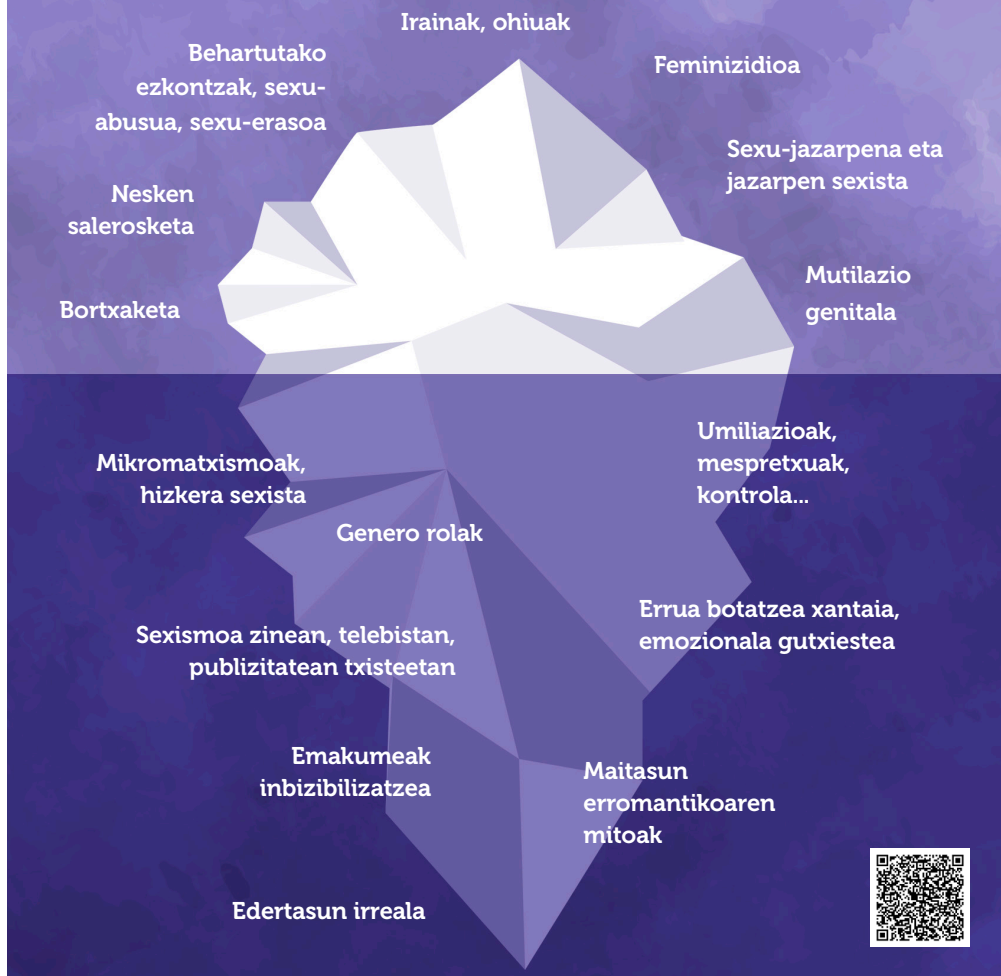 Irainak, ohiuak
Behartutako
ezkontzak, sexu-
abusua, sexu-erasoa
Feminizidioa
Sexu-jazarpena eta
jazarpen sexista
Nesken
salerosketa
Mutilazio
genitala
Bortxaketa
Umiliazioak,
mespretxuak,
kontrola...
Mikromatxismoak,
hizkera sexista
Genero rolak
Errua botatzea xantaia,
emozionala gutxiestea
Sexismoa zinean, telebistan,
publizitatean txisteetan
Emakumeak
inbizibilizatzea
Maitasun
erromantikoaren
mitoak
Edertasun irreala